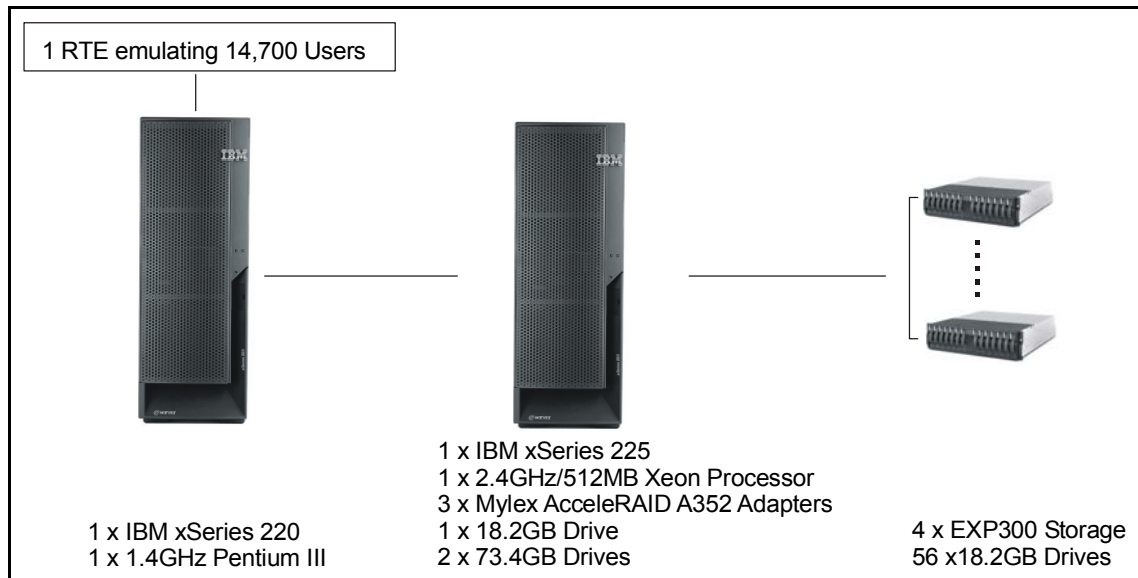 1 RTE emulating 14,700 Users
IBM
IBM
1 x IBM xSeries 225
1 x 2.4GHz/512MB Xeon Processor
3 x Mylex AcceleRAID A352 Adapters
1 x 18.2GB Drive
2 x 73.4GB Drives
1 x IBM xSeries 220
1 x 1.4GHz Pentium III
4 x EXP300 Storage
56 x18.2GB Drives